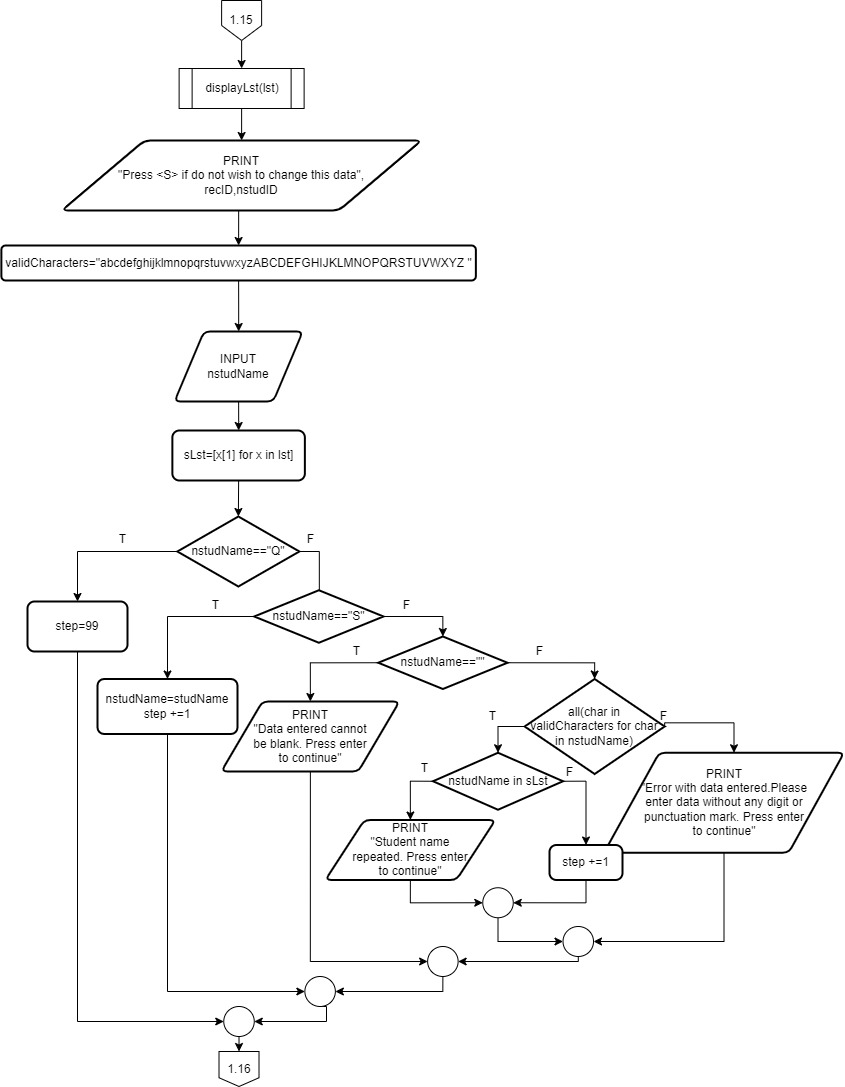 1.15
displayLst(lst)
PRINT
"Press <S> if do not wish to change this data",
recID,nstudID
validCharacters="abcdefghijklmnopqrstuvwxyzABCDEFGHIJKLMNOPQRSTUVWXYZ "
INPUT
nstudName
sLst=[x[1] for x in lst]
T
F
nstudName=="Q"
step=99
T
F
nstudName=="S"
nstudName=studName
step +=1
T
F
nstudName==""
PRINT
"Data entered cannot
be blank. Press enter
to continue"
T
F
all(char in
validCharacters for char
in nstudName)
T
F
nstudName in sLst
PRINT
"Error with data entered.Please
enter data without any digit or
punctuation mark. Press enter
to continue"
PRINT
"Student name
repeated. Press enter
to continue"
step +=1
1.16